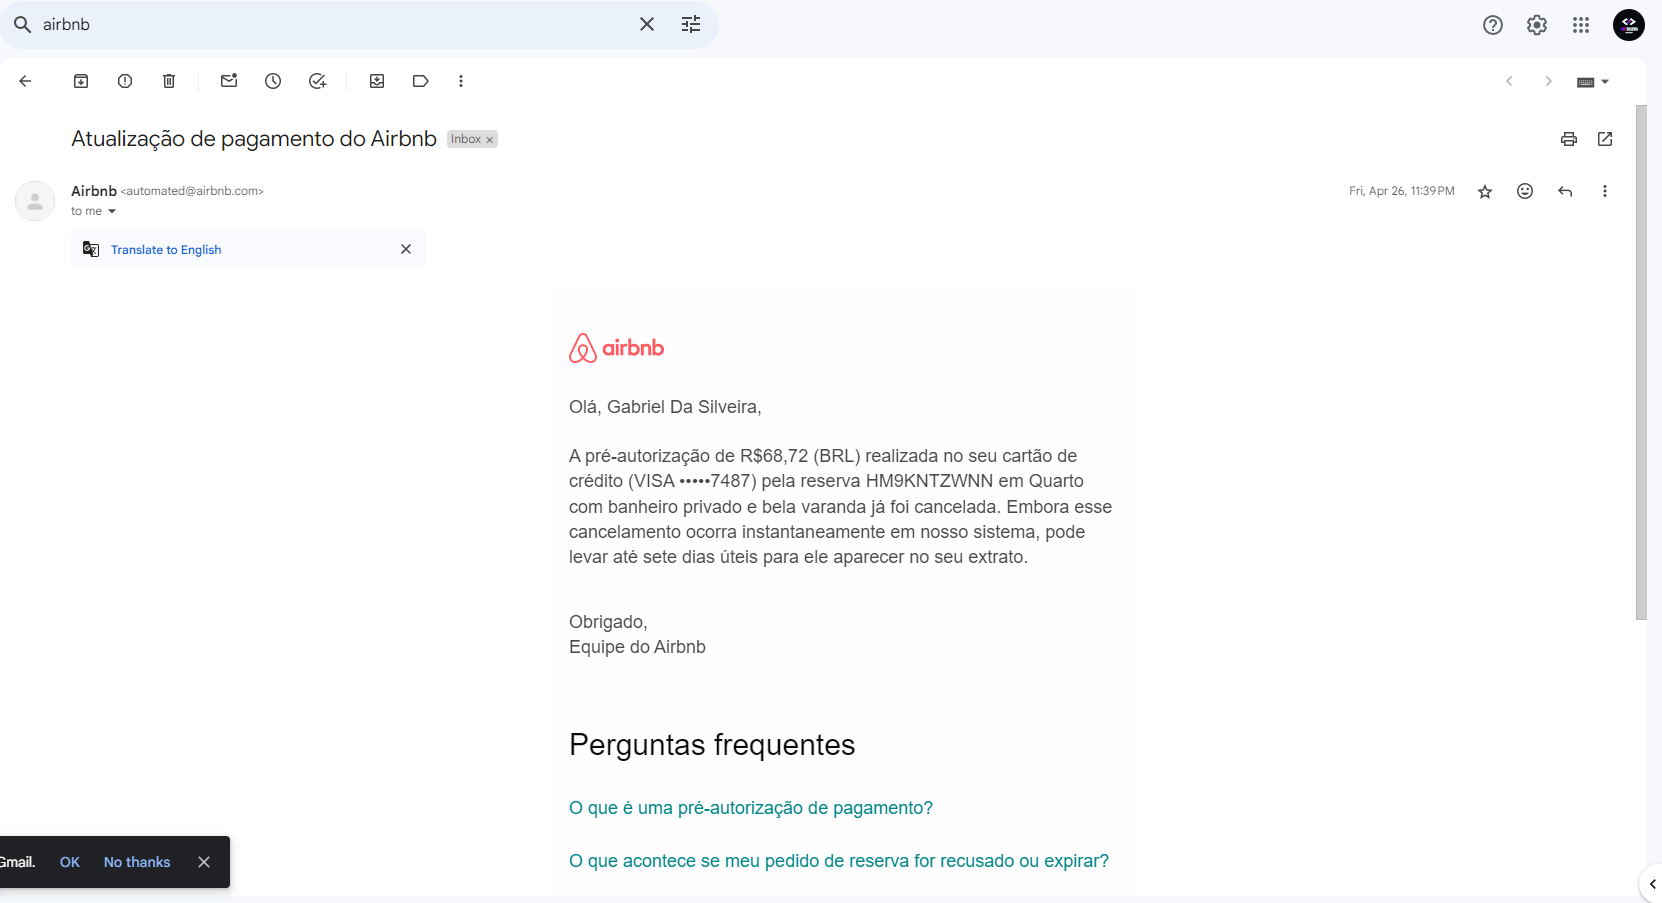 airbnb
Atualização de pagamento do Airbnb Inbox ×
Airbnb <automated@airbnb.com>
Fri, Apr 26, 11:39 PM
to me
Translate to English
airbnb
Olá, Gabriel Da Silveira,
A pré-autorização de R$68,72 (BRL) realizada no seu cartão de
crédito (VISA •••••7487) pela reserva HM9KNTZWNN em Quarto
com banheiro privado e bela varanda já foi cancelada. Embora esse
cancelamento ocorra instantaneamente em nosso sistema, pode
levar até sete dias úteis para ele aparecer no seu extrato.
Obrigado,
Equipe do Airbnb
Perguntas frequentes
O que é uma pré-autorização de pagamento?
O que acontece se meu pedido de reserva for recusado ou expirar?
Gmail. OK No thanks